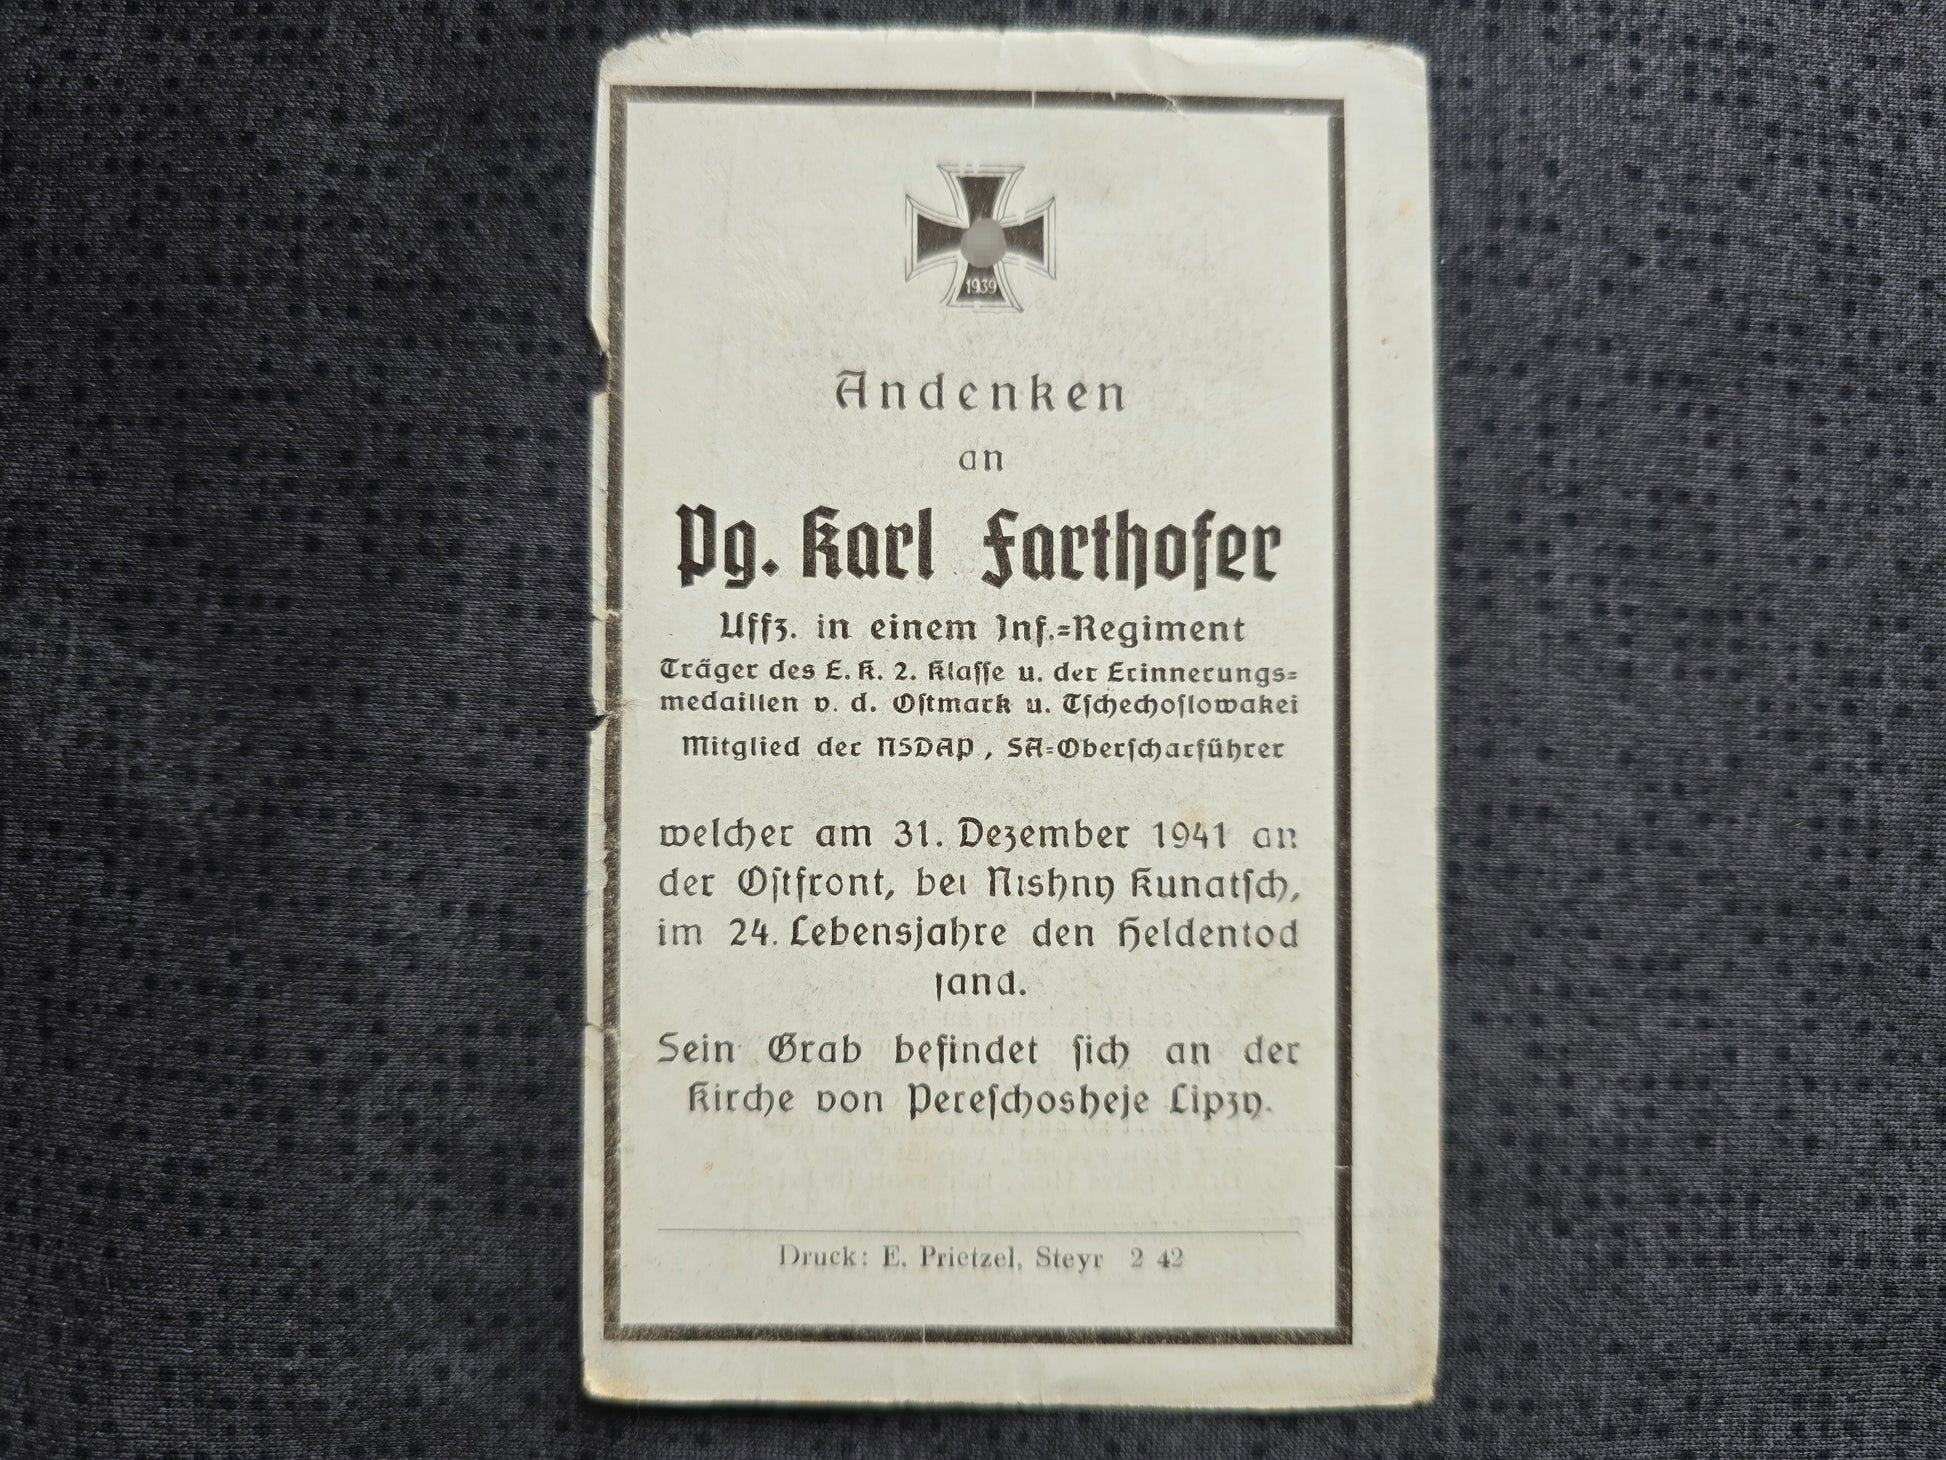 1939
Andenken
an
Pg. Karl Farthofer
Uffz. in einem Inf.=Regiment
Träger des E. K. 2. Klasse u. der Erinnerungs=
medaillen v. d. Ostmark u. Tschechoslowakei
Mitglied der NSDAP, SA=Oberscharführer
welcher am 31. Dezember 1941 an
der Ostfront, bei Nishny Kunatsch,
im 24. Lebensjahre den Heldentod
fand.
Sein Grab befindet sich an der
Kirche von Pereschosheje Lipzy.
Druck: E. Prietzel, Steyr 2 42